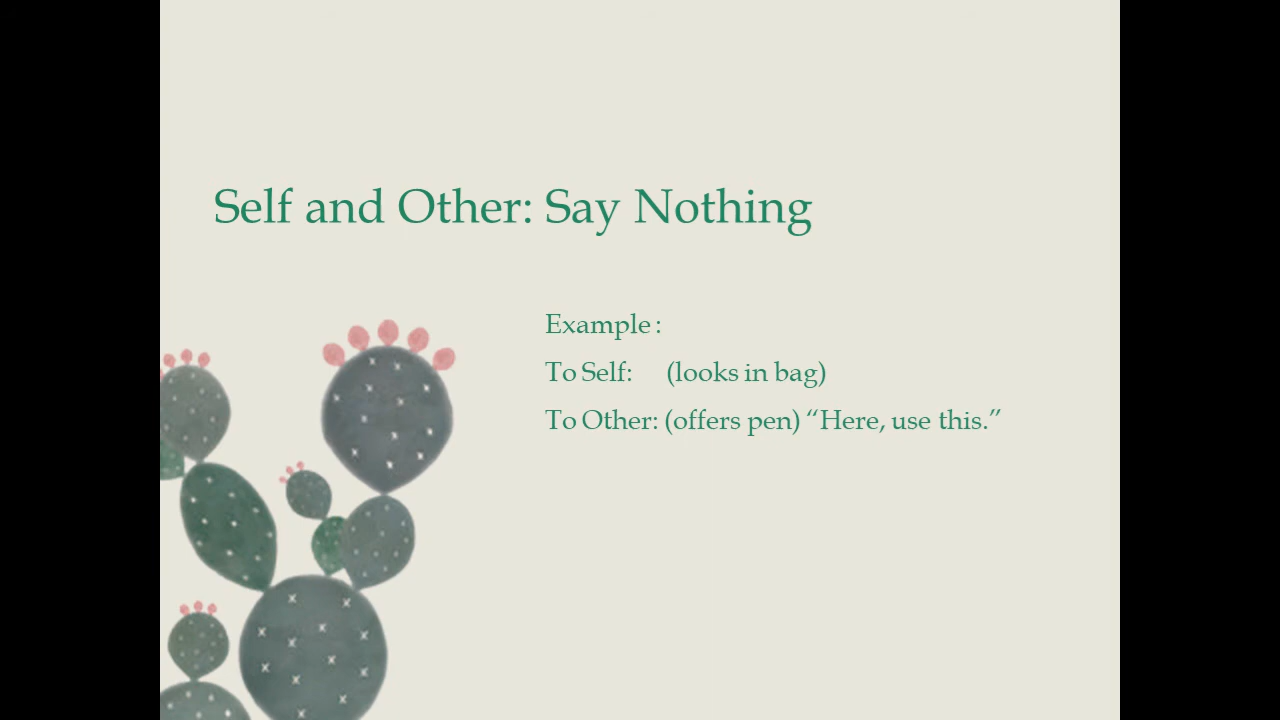 Self and Other: Say Nothing
Example :
To Self: (looks in bag)
To Other: (offers pen) “Here, use this.”